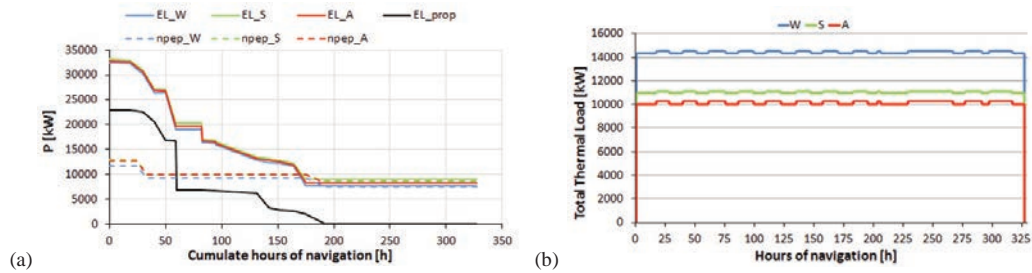 EL_W EL_S EL_A EL_prop
npep_W npep_S npep_A
35000
30000
25000
20000
15000
10000
5000
0
P [kW]
0 50 100 150 200 250 300 350
Cumulate hours of navigation [h]
(a)
W S A
16000
14000
12000
10000
8000
6000
4000
2000
0
Total Thermal Load [kW]
0 25 50 75 100 125 150 175 200 225 250 275 300 325
Hours of navigation [h]
(b)